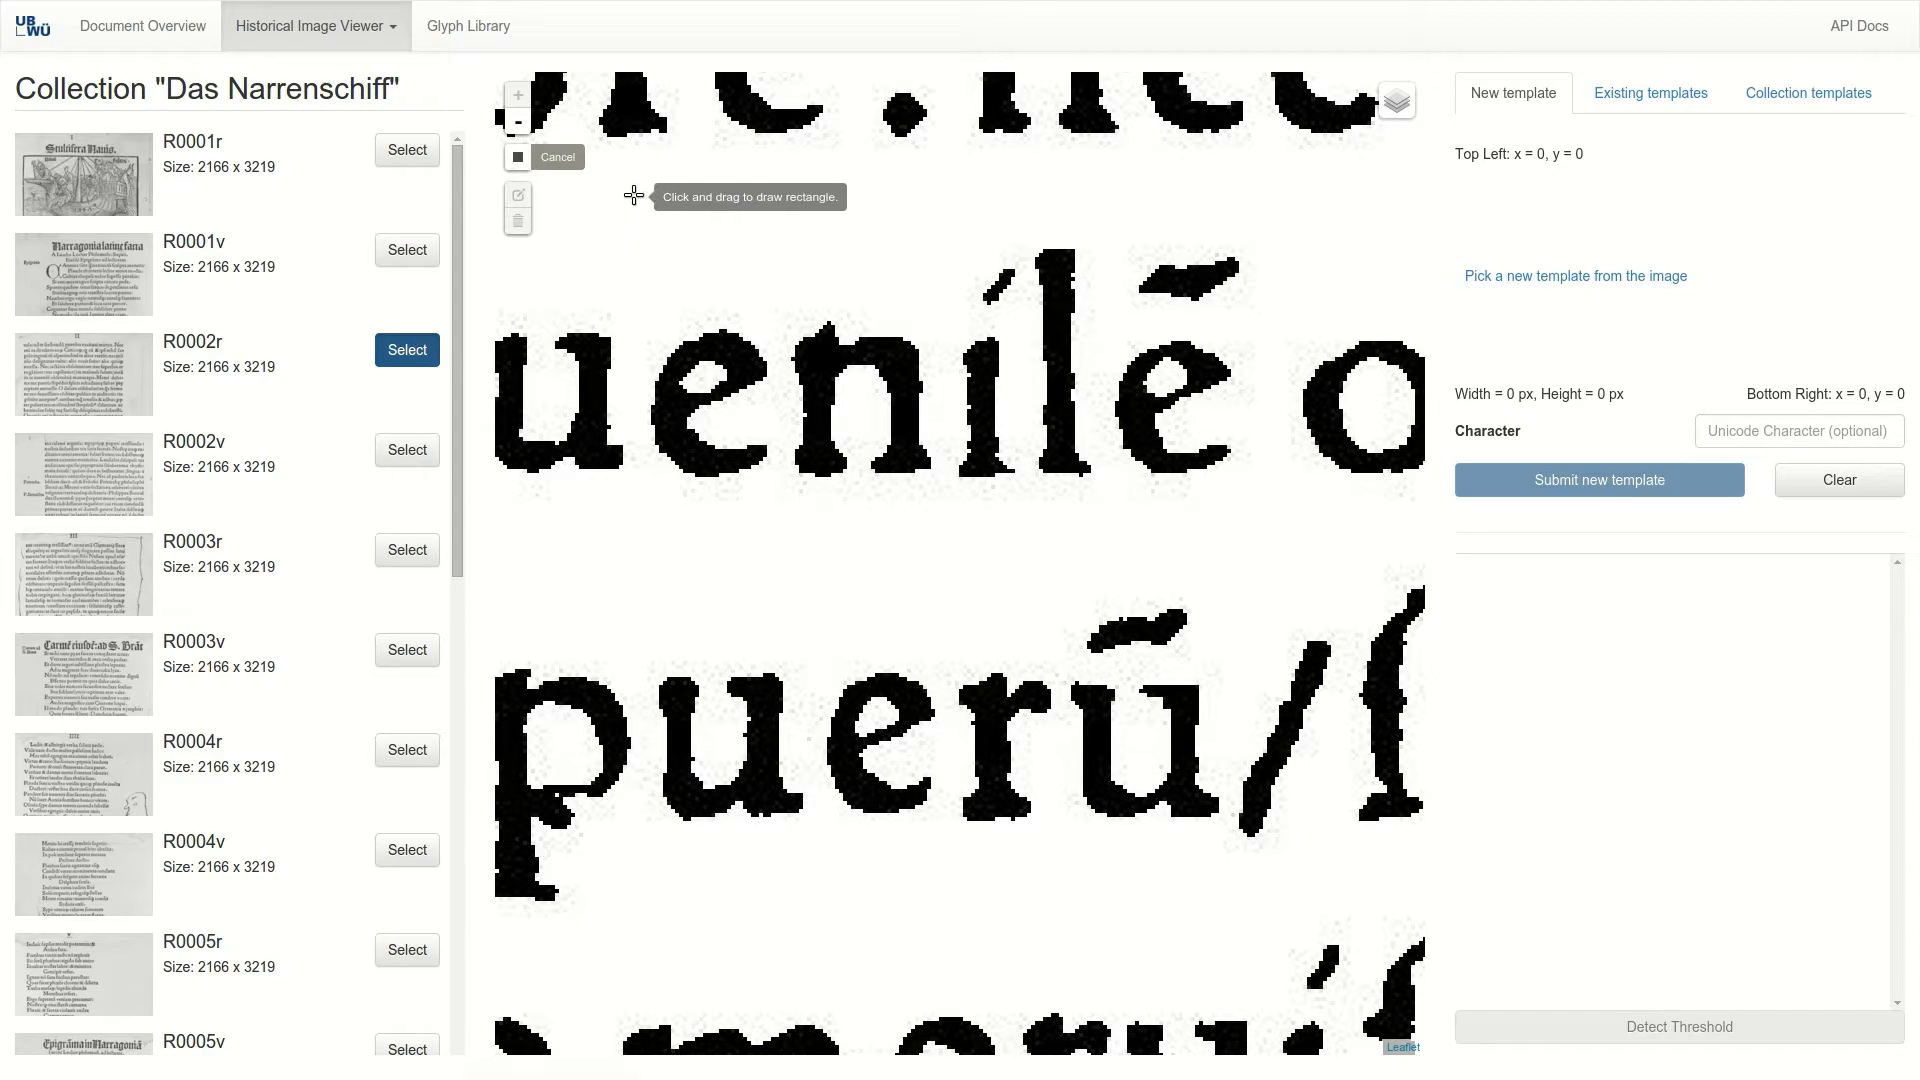 UB WÜ
Document Overview
Historical Image Viewer
Glyph Library
API Docs
Collection "Das Narrenschiff"
R0001r
Size: 2166 x 3219
Select
R0001v
Size: 2166 x 3219
Select
R0002r
Size: 2166 x 3219
Select
R0002v
Size: 2166 x 3219
Select
R0003r
Size: 2166 x 3219
Select
R0003v
Size: 2166 x 3219
Select
R0004r
Size: 2166 x 3219
Select
R0004v
Size: 2166 x 3219
Select
R0005r
Size: 2166 x 3219
Select
R0005v
Select
+
-
Cancel
Click and drag to draw rectangle.
uenílē o
puerū/
Leaflet
New template
Existing templates
Collection templates
Top Left: x = 0, y = 0
Pick a new template from the image
Width = 0 px, Height = 0 px
Bottom Right: x = 0, y = 0
Character
Unicode Character (optional)
Submit new template
Clear
Detect Threshold